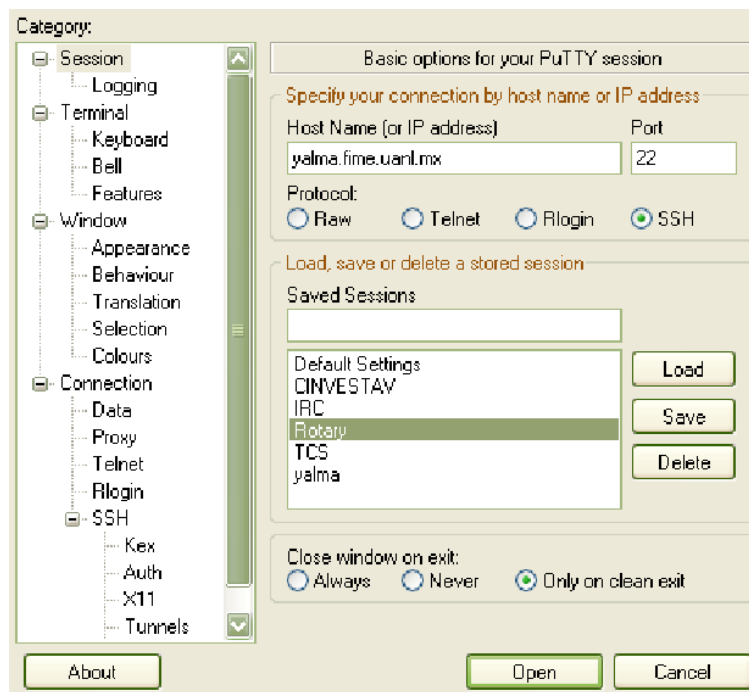 Category:
Session
Logging
Terminal
Keyboard
Bell
Features
Window
Appearance
Behaviour
Translation
Selection
Colours
Connection
Data
Proxy
Telnet
Rlogin
SSH
Kex
Auth
X11
Tunnels
Basic options for your PuTTY session
Specify your connection by host name or IP address
Host Name (or IP address) Port
yalma.fime.uanl.mx 22
Protocol:
Raw Telnet Rlogin SSH
Load, save or delete a stored session
Saved Sessions
Default Settings
CINVESTAV
IRC
Rotary
TCS
yalma
Load
Save
Delete
Close window on exit:
Always Never Only on clean exit
About Open Cancel